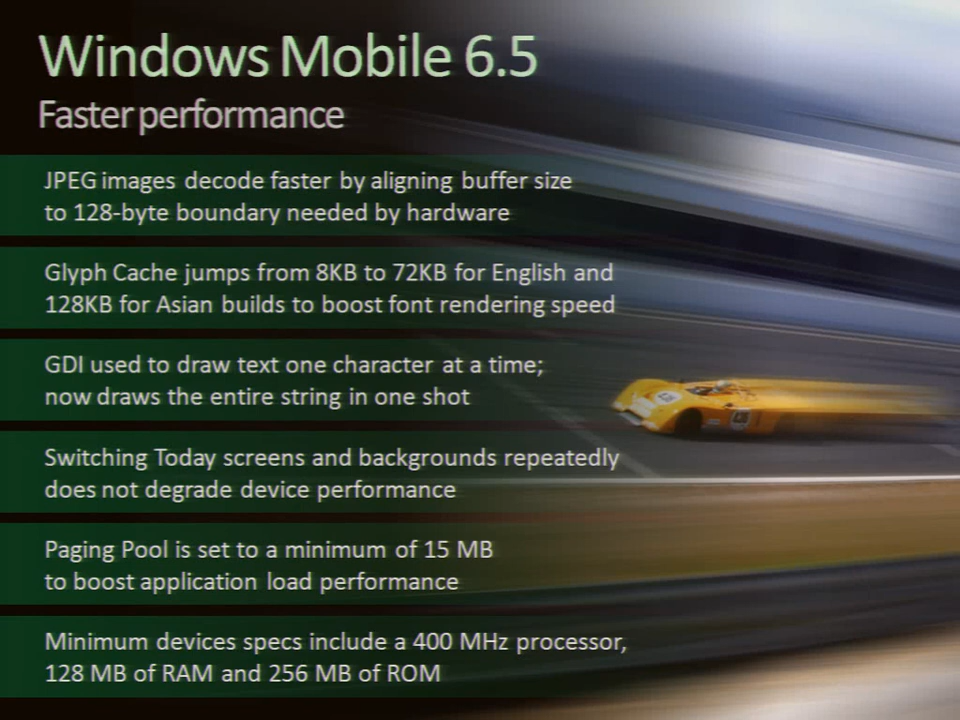 Windows Mobile 6.5
Faster performance
JPEG images decode faster by aligning buffer size
to 128-byte boundary needed by hardware
Glyph Cache jumps from 8KB to 72KB for English and
128KB for Asian builds to boost font rendering speed
GDI used to draw text one character at a time;
now draws the entire string in one shot
Switching Today screens and backgrounds repeatedly
does not degrade device performance
Paging Pool is set to a minimum of 15 MB
to boost application load performance
Minimum devices specs include a 400 MHz processor,
128 MB of RAM and 256 MB of ROM